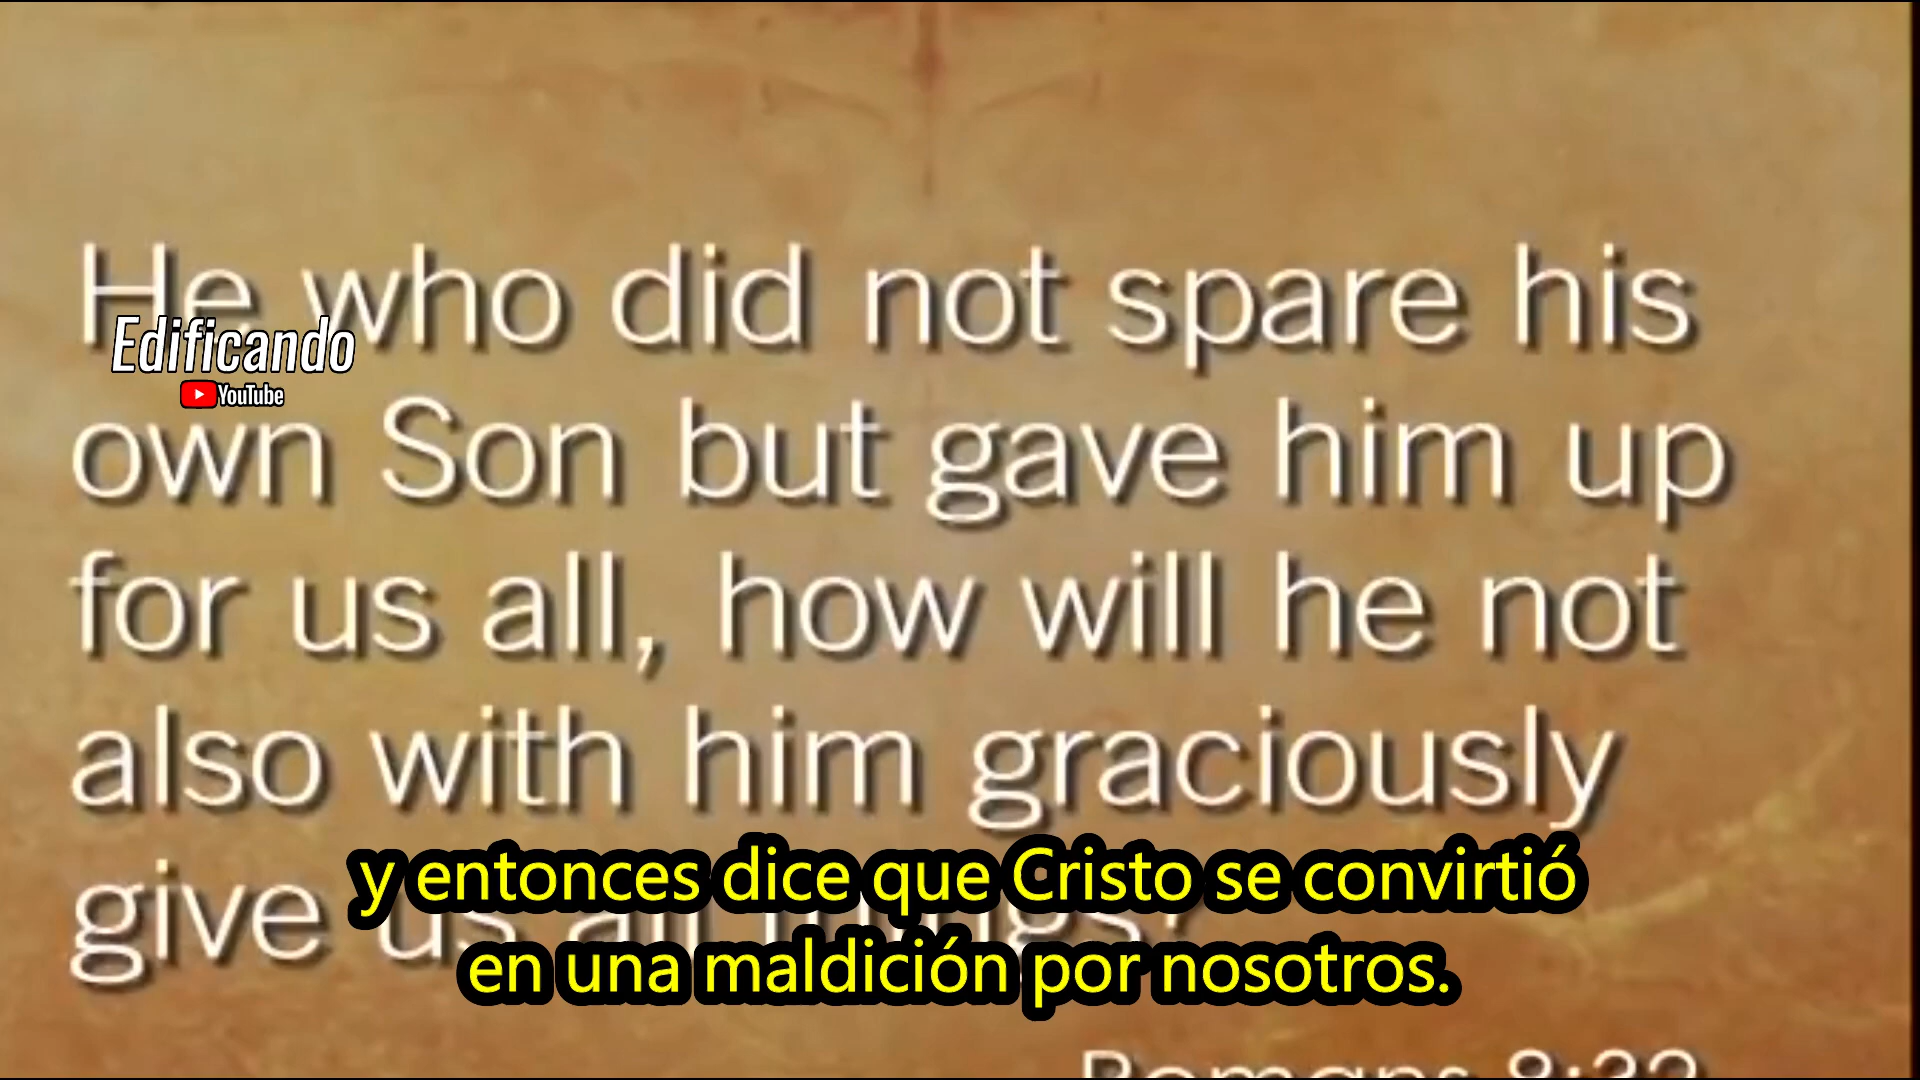 He who did not spare his
Edificando
YouTube
own Son but gave him up
for us all, how will he not
also with him graciously
give us all things?
y entonces dice que Cristo se convirtió
en una maldición por nosotros.
Romans 8:32